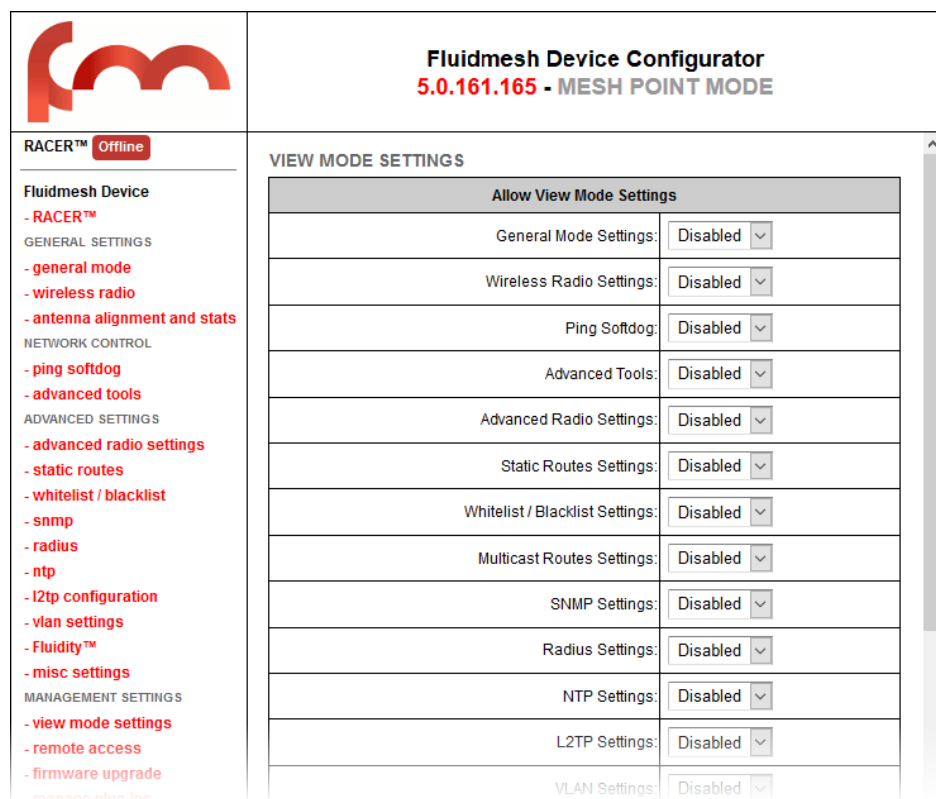 Fluidmesh Device Configurator
5.0.161.165 - MESH POINT MODE
RACER™ Offline
Fluidmesh Device
- RACER™
GENERAL SETTINGS
- general mode
- wireless radio
- antenna alignment and stats
NETWORK CONTROL
- ping softdog
- advanced tools
ADVANCED SETTINGS
- advanced radio settings
- static routes
- whitelist / blacklist
- snmp
- radius
- ntp
- l2tp configuration
- vlan settings
- Fluidity™
- misc settings
MANAGEMENT SETTINGS
- view mode settings
- remote access
- firmware upgrade
- manage plug-ins
VIEW MODE SETTINGS
Allow View Mode Settings
General Mode Settings: Disabled
Wireless Radio Settings: Disabled
Ping Softdog: Disabled
Advanced Tools: Disabled
Advanced Radio Settings: Disabled
Static Routes Settings: Disabled
Whitelist / Blacklist Settings: Disabled
Multicast Routes Settings: Disabled
SNMP Settings: Disabled
Radius Settings: Disabled
NTP Settings: Disabled
L2TP Settings: Disabled
VLAN Settings: Disabled